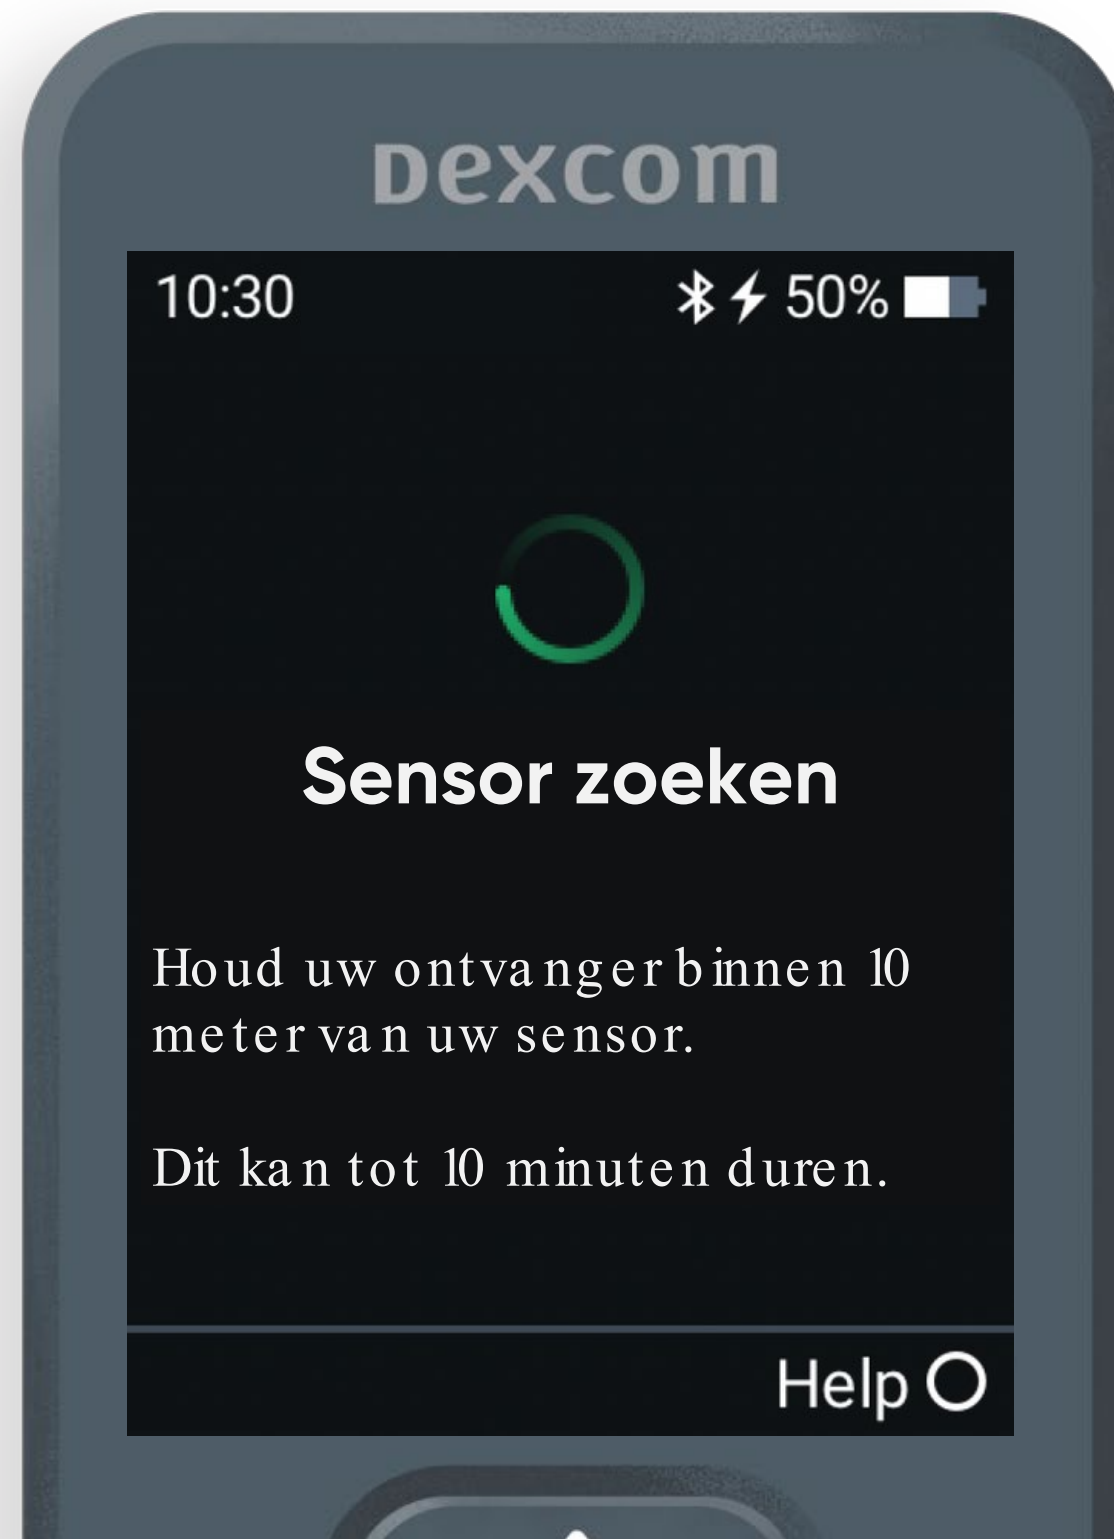 Dexcom
10:30 50%
Sensor zoeken
Houd uw ontvanger binnen 10
meter van uw sensor.
Dit kan tot 10 minuten duren.
Help